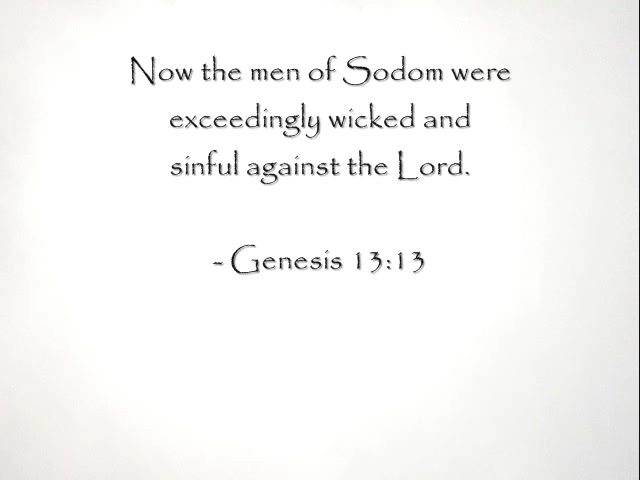 Now the men of Sodom were
exceedingly wicked and
sinful against the Lord.
- Genesis 13:13